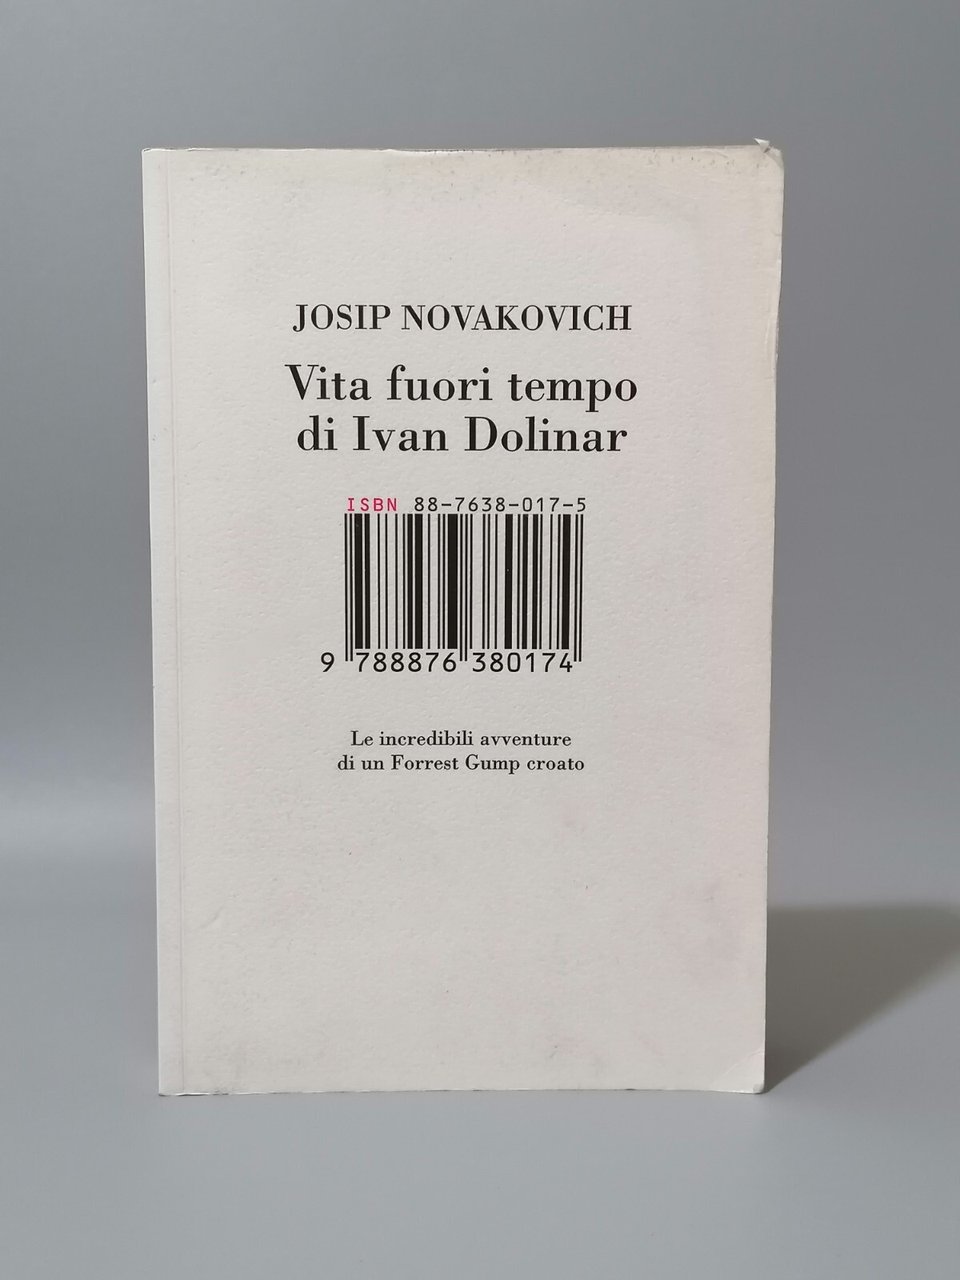 JOSIP NOVAKOVICH
Vita fuori tempo
di Ivan Dolinar
ISBN 88-7638-017-5
9 788876 380174
Le incredibili avventure
di un Forrest Gump croato